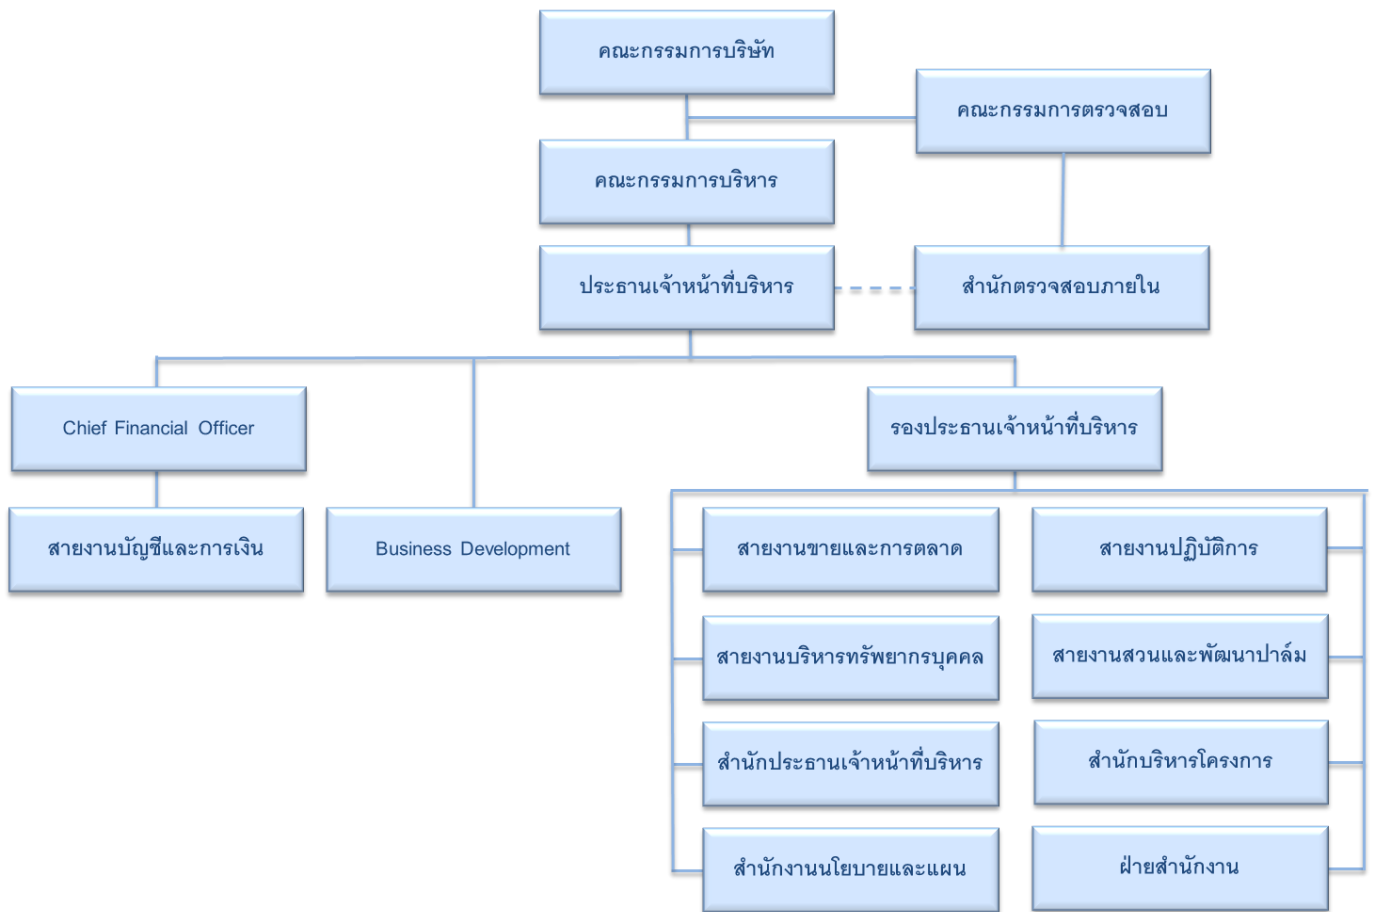 คณะกรรมการบริษัท
คณะกรรมการตรวจสอบ
คณะกรรมการบริหาร
ประธานเจ้าหน้าที่บริหาร
สำนักตรวจสอบภายใน
Chief Financial Officer
รองประธานเจ้าหน้าที่บริหาร
สายงานบัญชีและการเงิน
Business Development
สายงานขายและการตลาด
สายงานปฏิบัติการ
สายงานบริหารทรัพยากรบุคคล
สายงานสวนและพัฒนาปาล์ม
สำนักประธานเจ้าหน้าที่บริหาร
สำนักบริหารโครงการ
สำนักงานนโยบายและแผน
ฝ่ายสำนักงาน